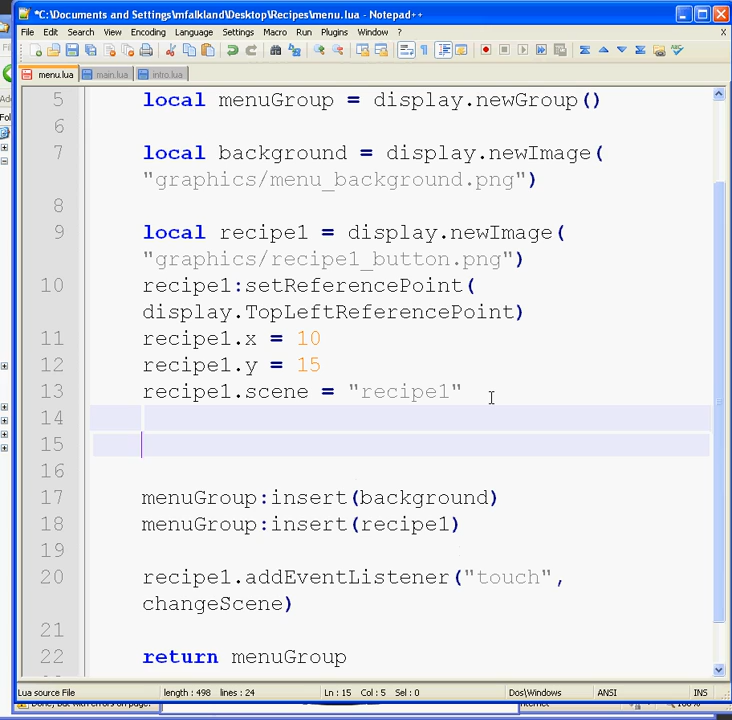 *C:\Documents and Settings\mfalkland\Desktop\Recipes\menu.lua - Notepad++
File Edit Search View Encoding Language Settings Macro Run Plugins Window ? X
menu.lua main.lua intro.lua
5 local menuGroup = display.newGroup()
6
7 local background = display.newImage(
"graphics/menu_background.png")
8
9 local recipe1 = display.newImage(
"graphics/recipe1_button.png")
10 recipe1:setReferencePoint(
display.TopLeftReferencePoint)
11 recipe1.x = 10
12 recipe1.y = 15
13 recipe1.scene = "recipe1"
14
15
16
17 menuGroup:insert(background)
18 menuGroup:insert(recipe1)
19
20 recipe1.addEventListener("touch",
changeScene)
21
22 return menuGroup
Lua source File length : 498 lines : 24 Ln : 15 Col : 5 Sel : 0 Dos\Windows ANSI INS